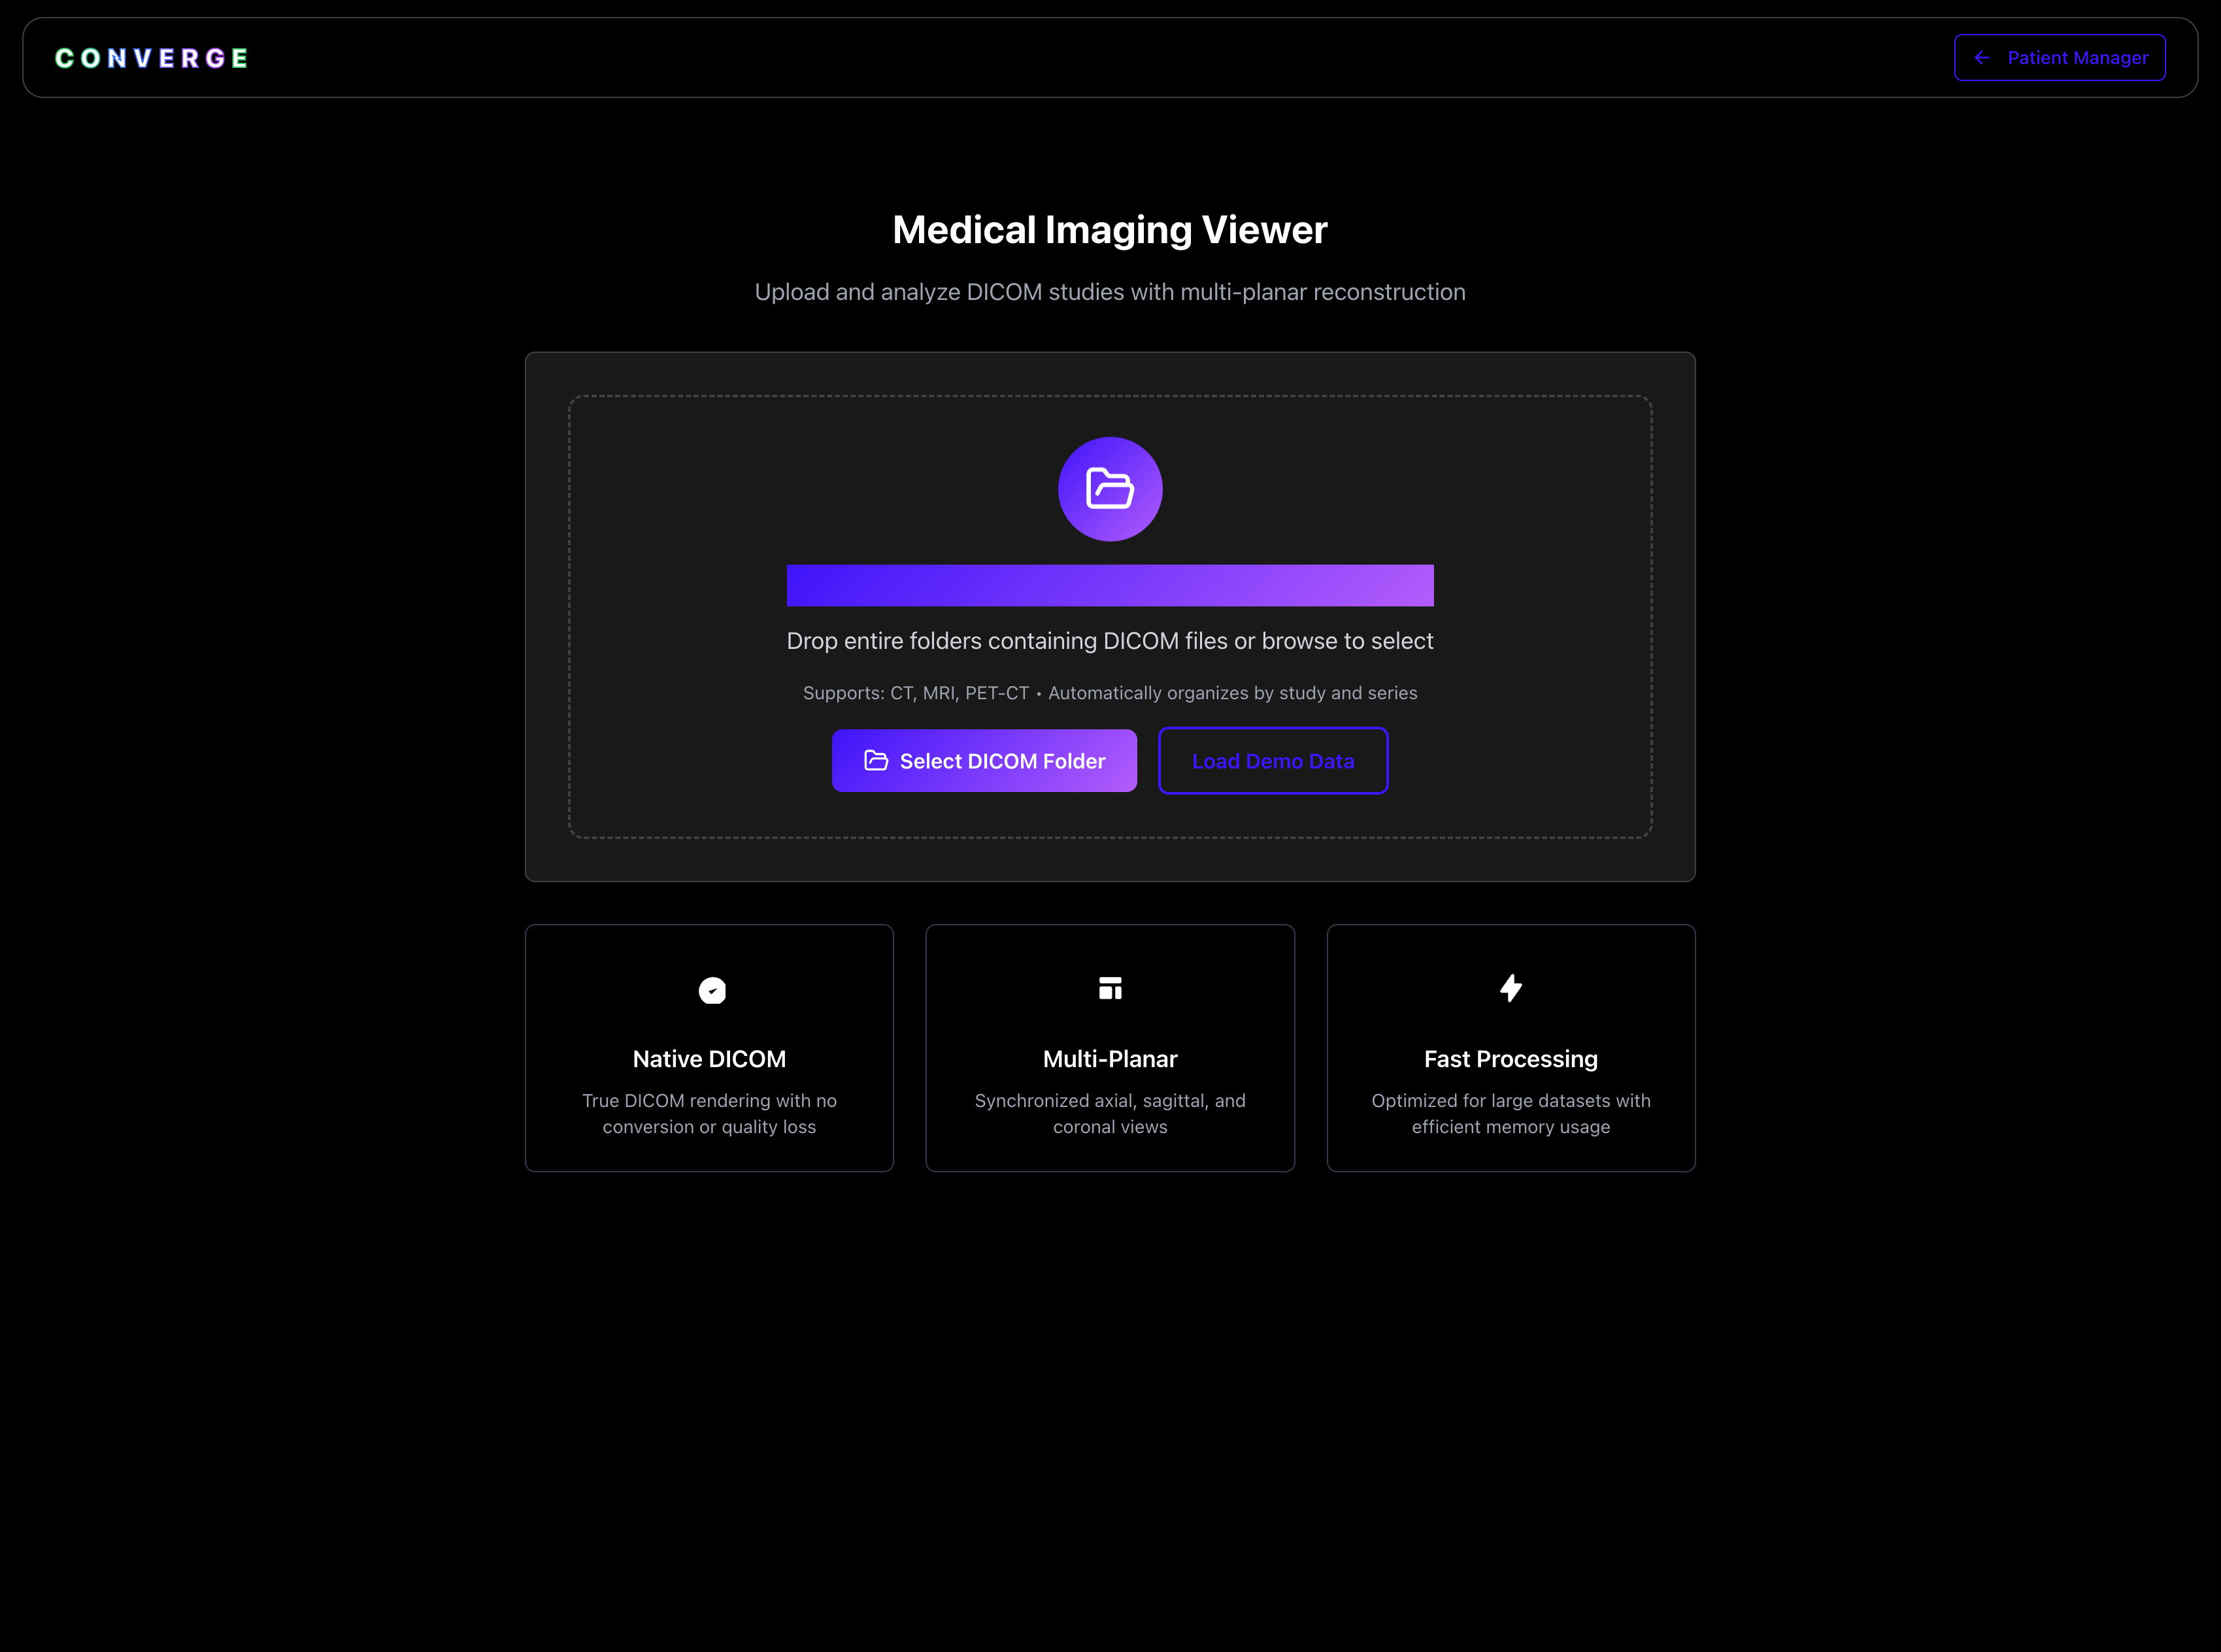 CONVERGE
Patient Manager
Medical Imaging Viewer
Upload and analyze DICOM studies with multi-planar reconstruction
Drop entire folders containing DICOM files or browse to select
Supports: CT, MRI, PET-CT • Automatically organizes by study and series
Select DICOM Folder
Load Demo Data
Native DICOM
True DICOM rendering with no
conversion or quality loss
Multi-Planar
Synchronized axial, sagittal, and
coronal views
Fast Processing
Optimized for large datasets with
efficient memory usage